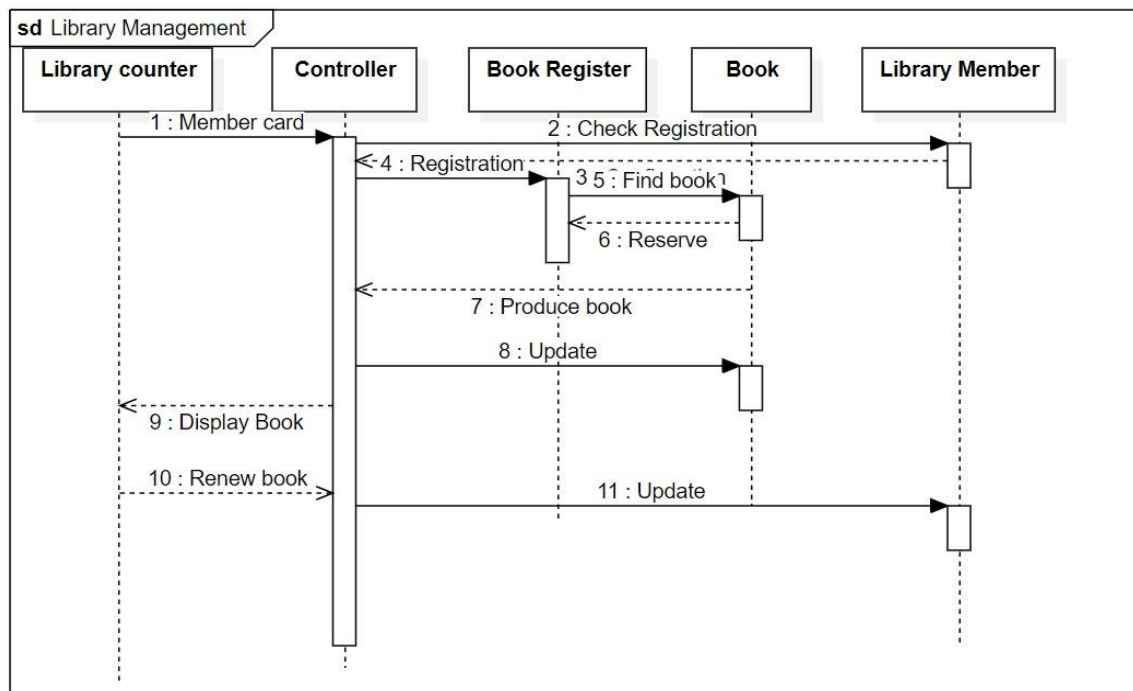 sd Library Management
Library counter
Controller
Book Register
Book
Library Member
1 : Member card
2 : Check Registration
4 : Registration
3
5 : Find book
6 : Reserve
7 : Produce book
8 : Update
9 : Display Book
10 : Renew book
11 : Update